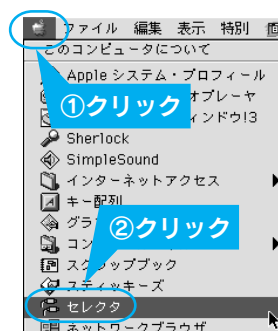 ファイル 編集 表示 特別
このコンピュータについて
Apple システム・プロフィール
①クリック
オプレーヤ
ィンドウ!3
Sherlock
SimpleSound
インターネットアクセス
キー配列
グラ
②クリック
コン
スクラップブック
スティッキーズ
セレクタ
ネットワークブラウザ